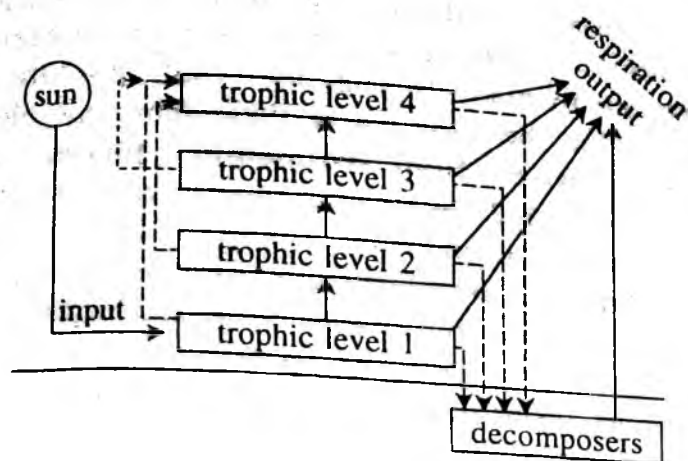 sun
trophic level 4
respiration
output
trophic level 3
trophic level 2
input
trophic level 1
decomposers